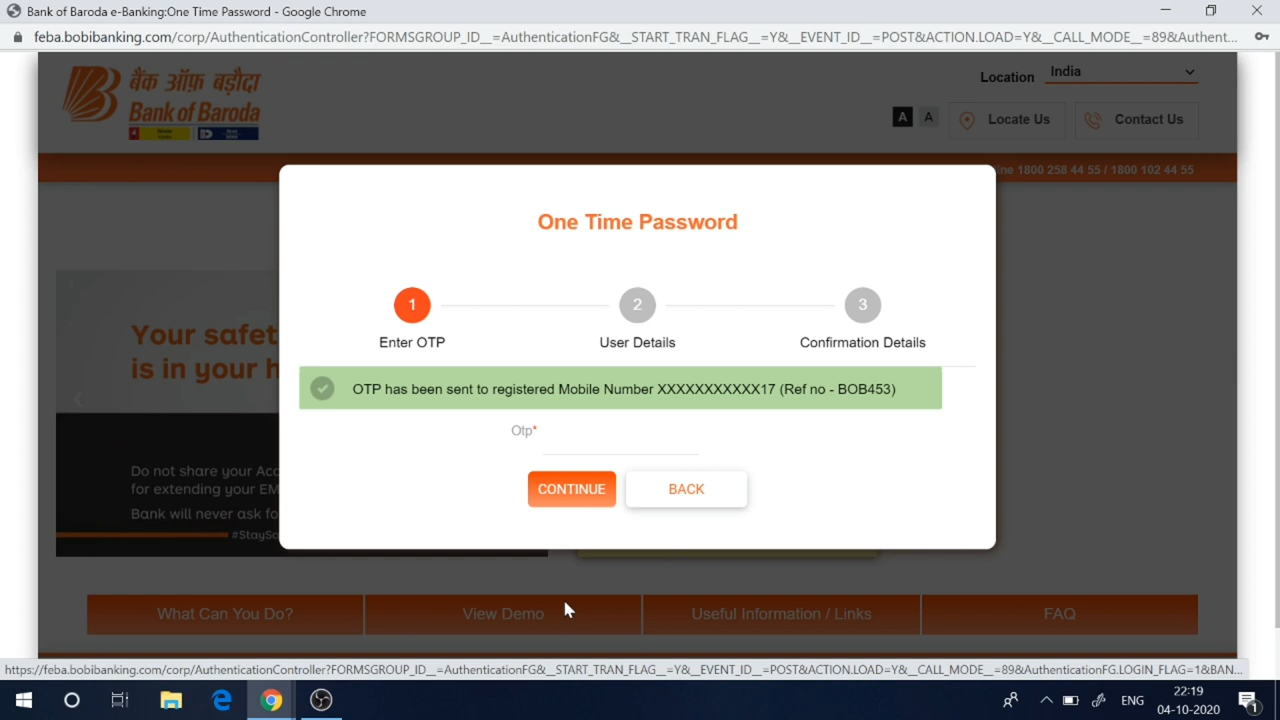 Bank of Baroda e-Banking:One Time Password - Google Chrome
feba.bobibanking.com/corp/AuthenticationController?FORMSGROUP_ID__=AuthenticationFG&__START_TRAN_FLAG__=Y&__EVENT_ID__=POST&ACTION.LOAD=Y&__CALL_MODE__=89&Authent...
बैंक ऑफ़ बड़ौदा
Bank of Baroda
Location India
A A Locate Us Contact Us
ine 1800 258 44 55 / 1800 102 44 55
One Time Password
1 2 3
Enter OTP User Details Confirmation Details
Your safet
is in your h
OTP has been sent to registered Mobile Number XXXXXXXXXXX17 (Ref no - BOB453)
Otp*
Do not share your Acc
for extending your EM
CONTINUE BACK
Bank will never ask fo
#StaySa
What Can You Do? View Demo Useful Information / Links FAQ
https://feba.bobibanking.com/corp/AuthenticationController?FORMSGROUP_ID__=AuthenticationFG&__START_TRAN_FLAG__=Y&__EVENT_ID__=POST&ACTION.LOAD=Y&__CALL_MODE__=89&AuthenticationFG.LOGIN_FLAG=1&BAN...
ENG
22:19
04-10-2020
1